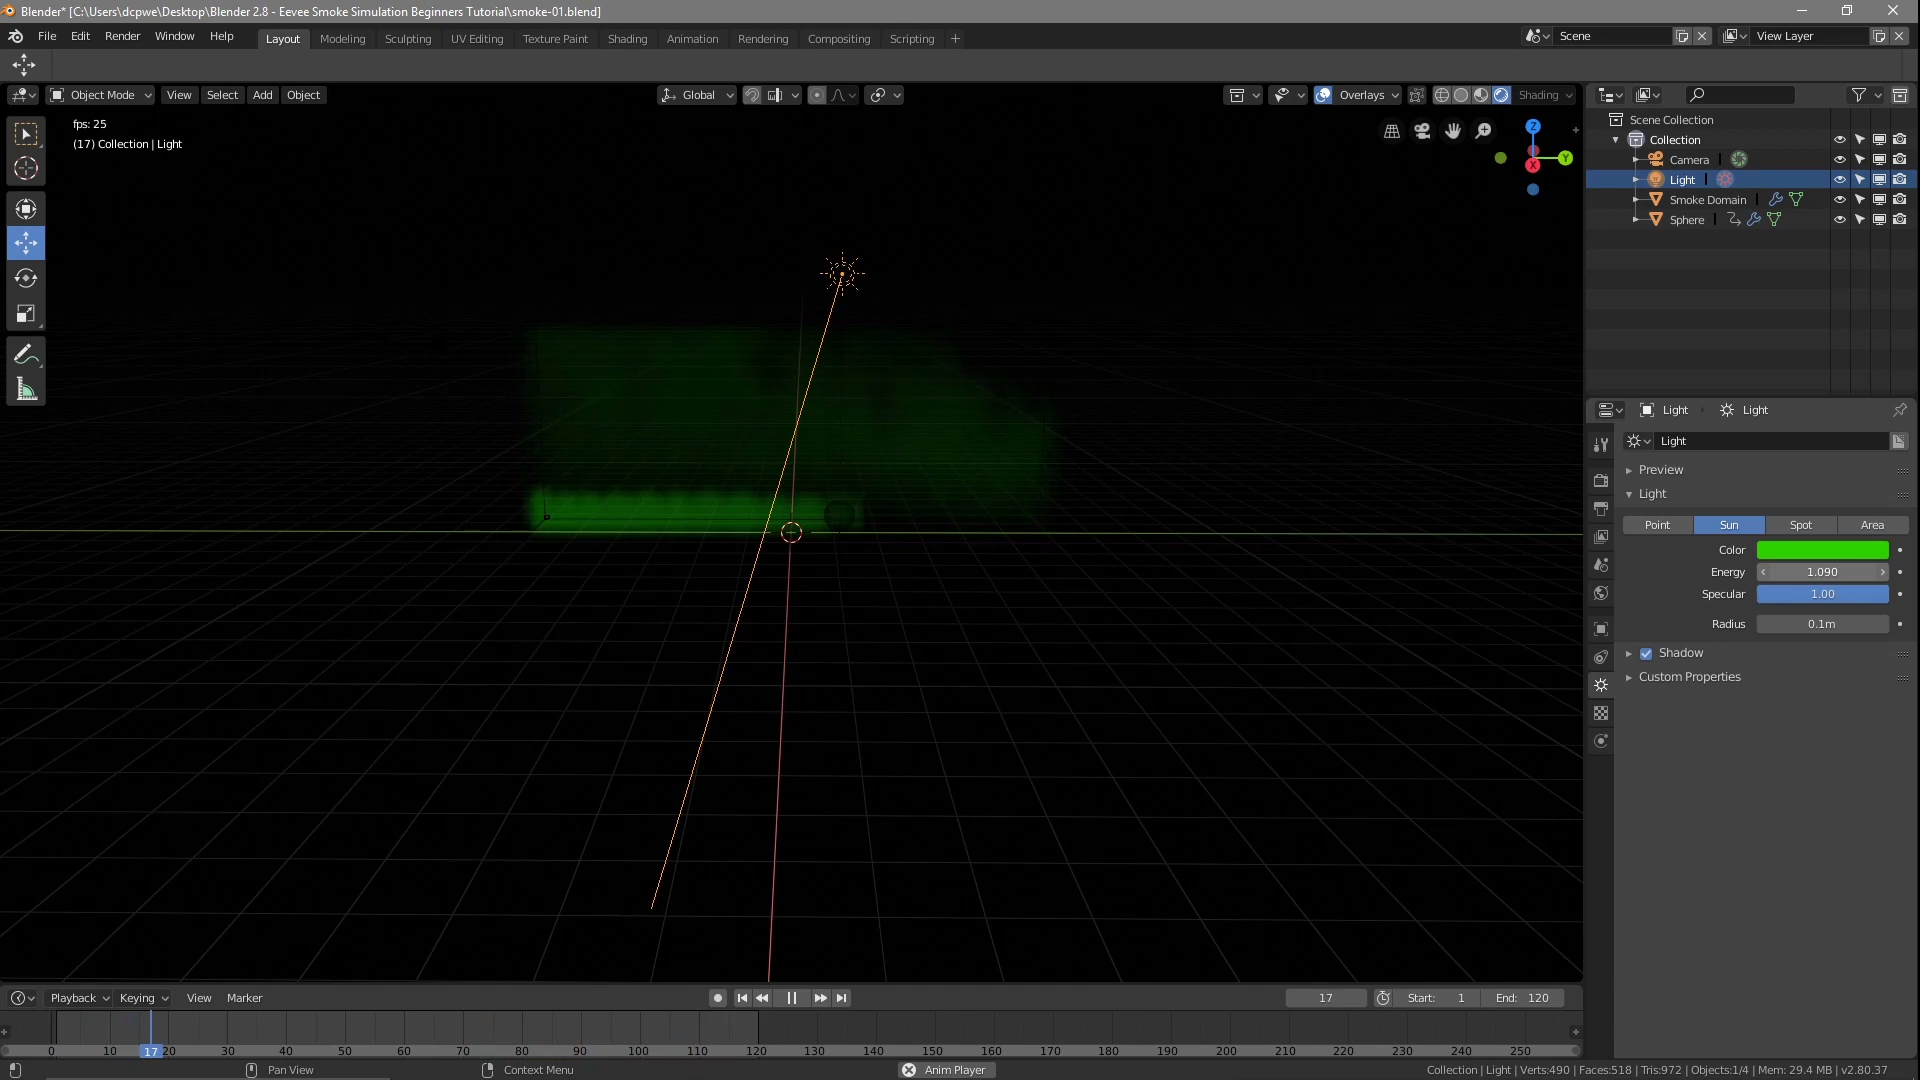 Blender* [C:\Users\dcpwe\Desktop\Blender 2.8 - Eevee Smoke Simulation Beginners Tutorial\smoke-01.blend]
File Edit Render Window Help Layout Modeling Sculpting UV Editing Texture Paint Shading Animation Rendering Compositing Scripting + Scene View Layer
Object Mode View Select Add Object Global Overlays Shading
fps: 25
(17) Collection | Light
Z
Y
X
Scene Collection
Collection
Camera
Light
Smoke Domain
Sphere
Light Light
Light
Preview
Light
Point Sun Spot Area
Color
Energy 1.090
Specular 1.00
Radius 0.1m
Shadow
Custom Properties
Playback Keying View Marker 17 Start: 1 End: 120
0 10 17 20 30 40 50 60 70 80 90 100 110 120 130 140 150 160 170 180 190 200 210 220 230 240 250
Pan View Context Menu Anim Player Collection | Light | Verts:490 | Faces:518 | Tris:972 | Objects:1/4 | Mem: 29.4 MB | v2.80.37